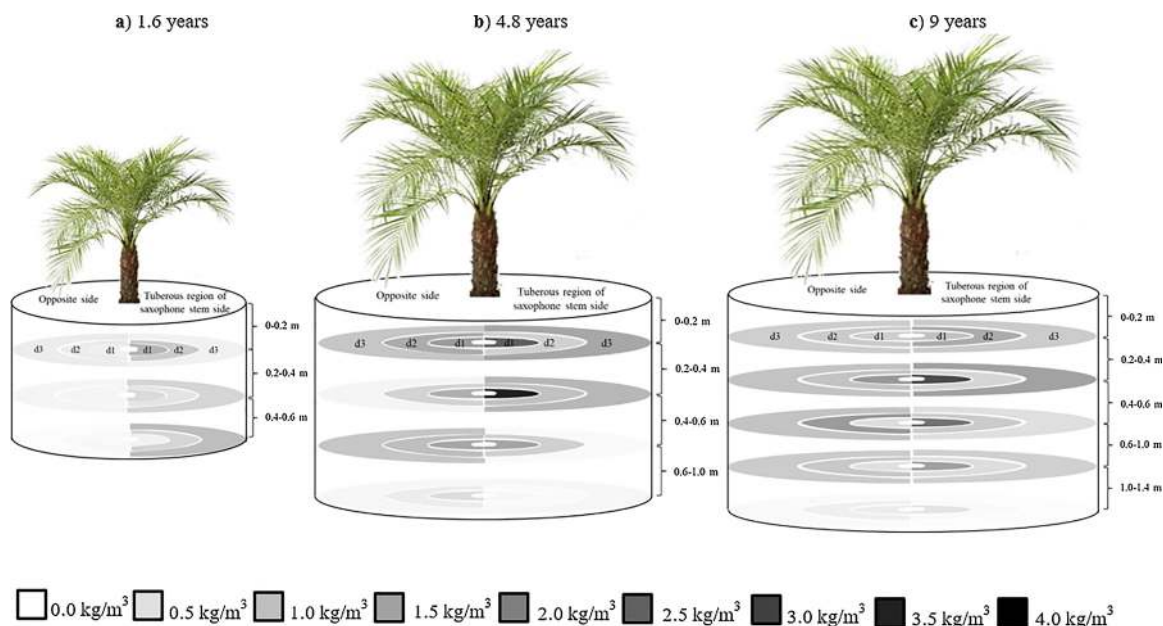 a) 1.6 years
b) 4.8 years
c) 9 years
Opposite side
Tuberous region of
saxophone stem side
0-0.2 m
d3 d2 d1 d1 d2 d3
0.2-0.4 m
0.4-0.6 m
Opposite side
Tuberous region of
saxophone stem side
0-0.2 m
d3 d2 d1 d1 d2 d3
0.2-0.4 m
0.4-0.6 m
0.6-1.0 m
Opposite side
Tuberous region of
saxophone stem side
0-0.2 m
d3 d2 d1 d1 d2 d3
0.2-0.4 m
0.4-0.6 m
0.6-1.0 m
1.0-1.4 m
0.0 kg/m³ 0.5 kg/m³ 1.0 kg/m³ 1.5 kg/m³ 2.0 kg/m³ 2.5 kg/m³ 3.0 kg/m³ 3.5 kg/m³ 4.0 kg/m³